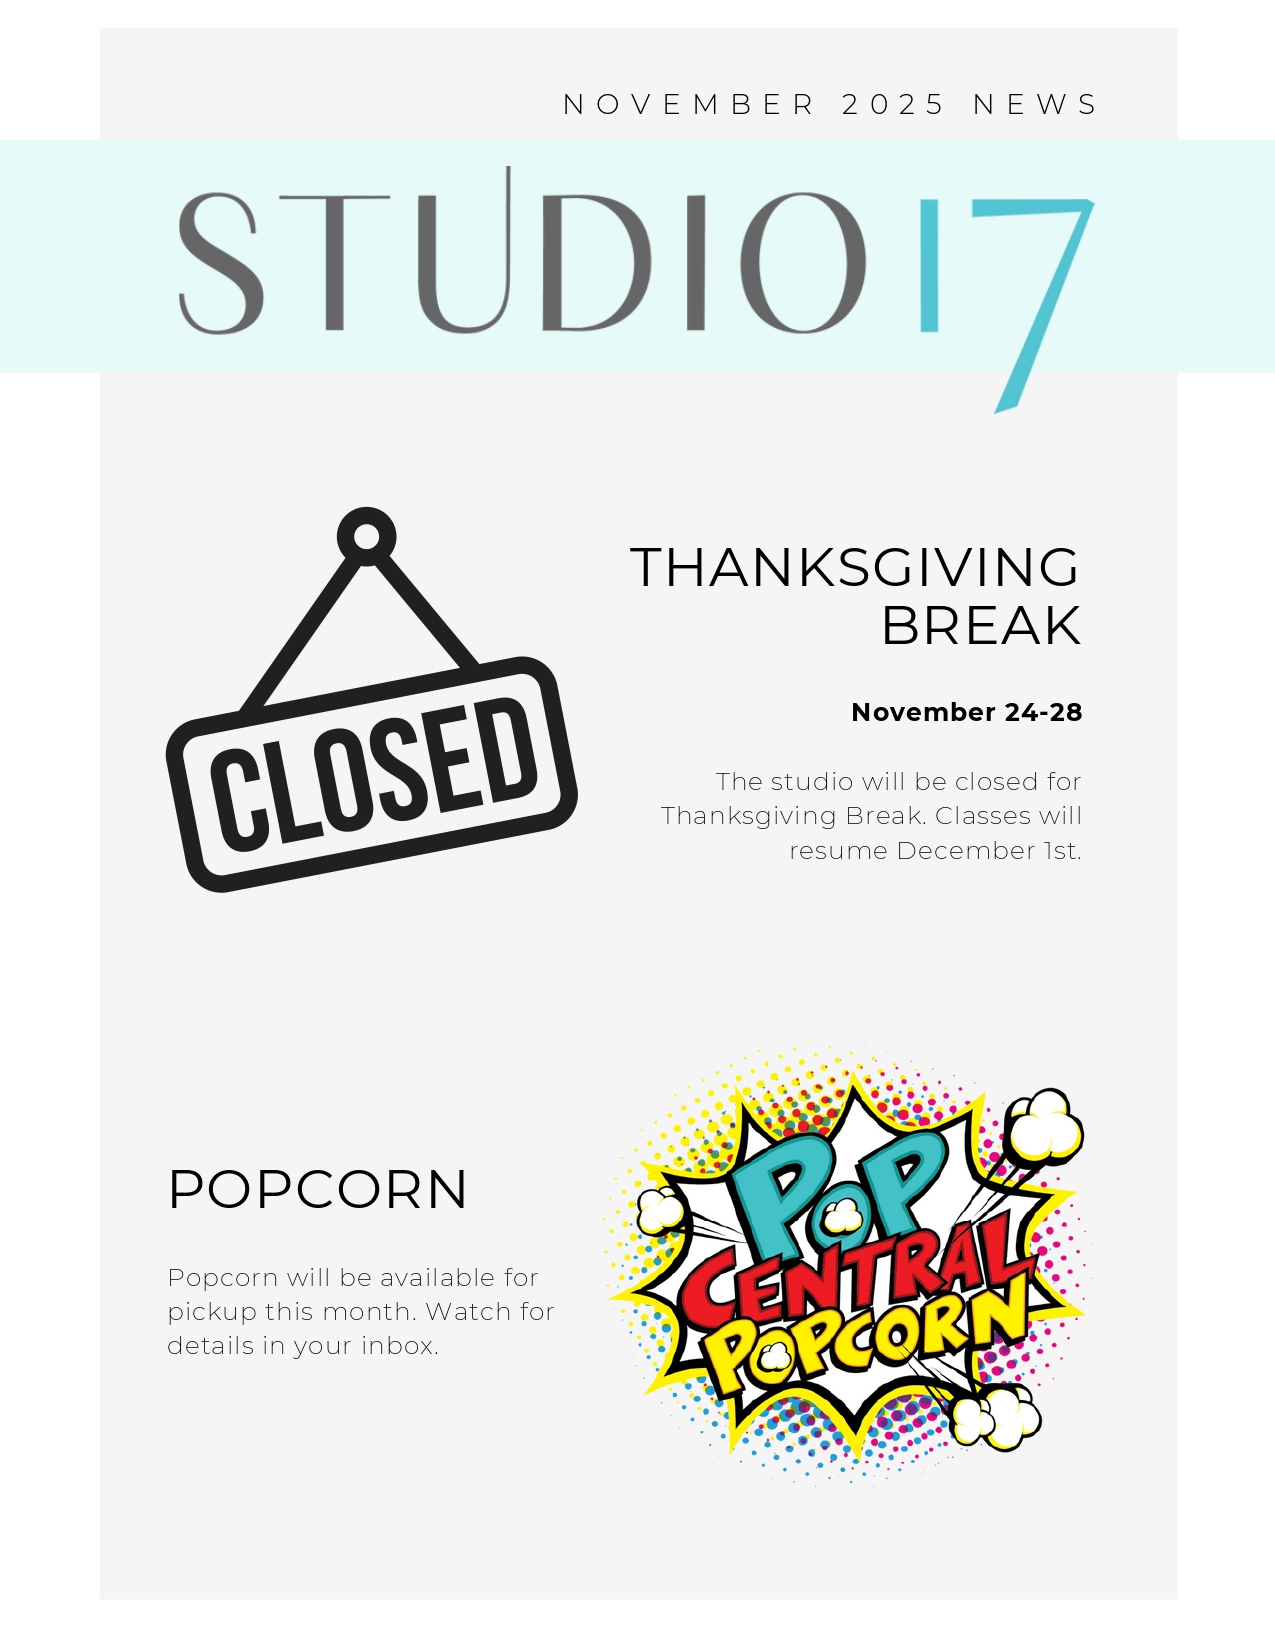 NOVEMBER 2025 NEWS
STUDIO 17
CLOSED
THANKSGIVING
BREAK
November 24-28
The studio will be closed for
Thanksgiving Break. Classes will
resume December 1st.
POPCORN
Popcorn will be available for
pickup this month. Watch for
details in your inbox.
POP
CENTRAL
POPCORN